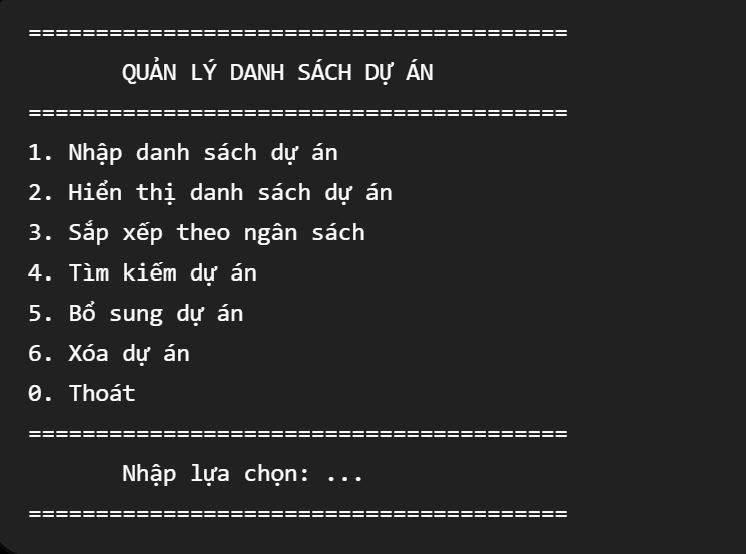 ========================================
QUẢN LÝ DANH SÁCH DỰ ÁN
========================================
1. Nhập danh sách dự án
2. Hiển thị danh sách dự án
3. Sắp xếp theo ngân sách
4. Tìm kiếm dự án
5. Bổ sung dự án
6. Xóa dự án
0. Thoát
========================================
Nhập lựa chọn: ...
========================================